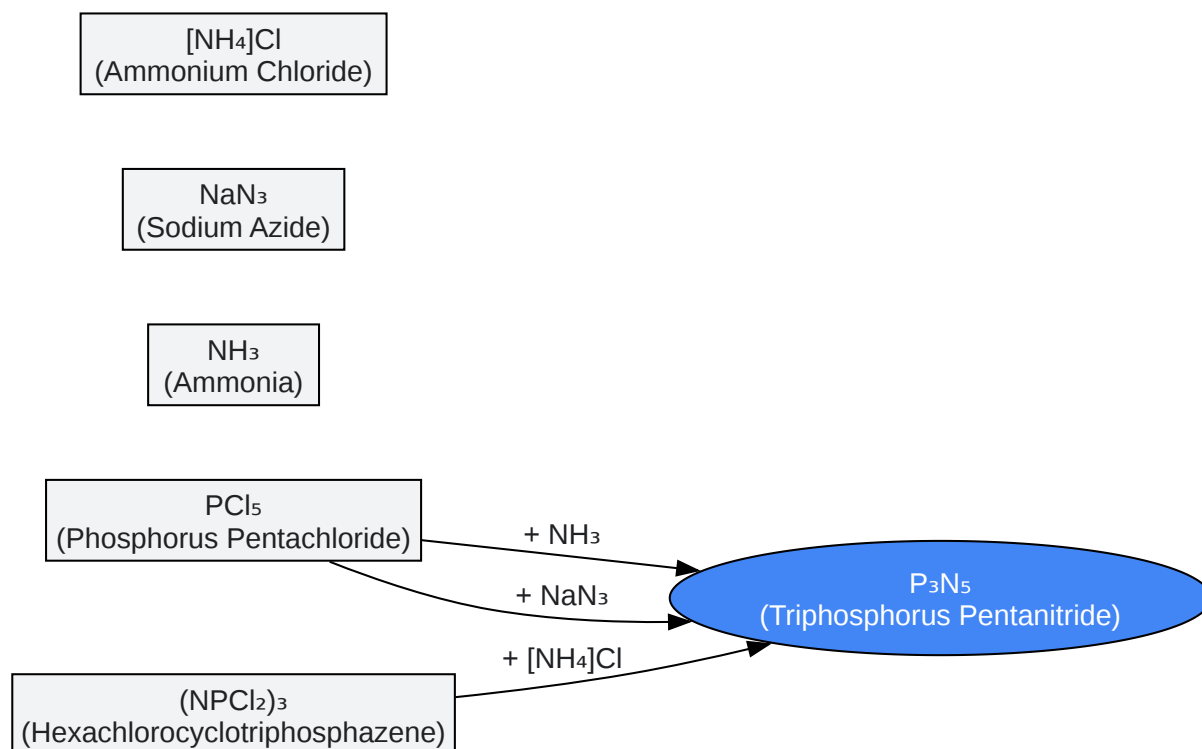 [NH₄]Cl
(Ammonium Chloride)
NaN₃
(Sodium Azide)
NH₃
(Ammonia)
PCl₅
(Phosphorus Pentachloride)
+ NH₃
+ NaN₃
P₃N₅
(Triphosphorus Pentanitride)
+ [NH₄]Cl
(NPCl₂)₃
(Hexachlorocyclotriphosphazene)